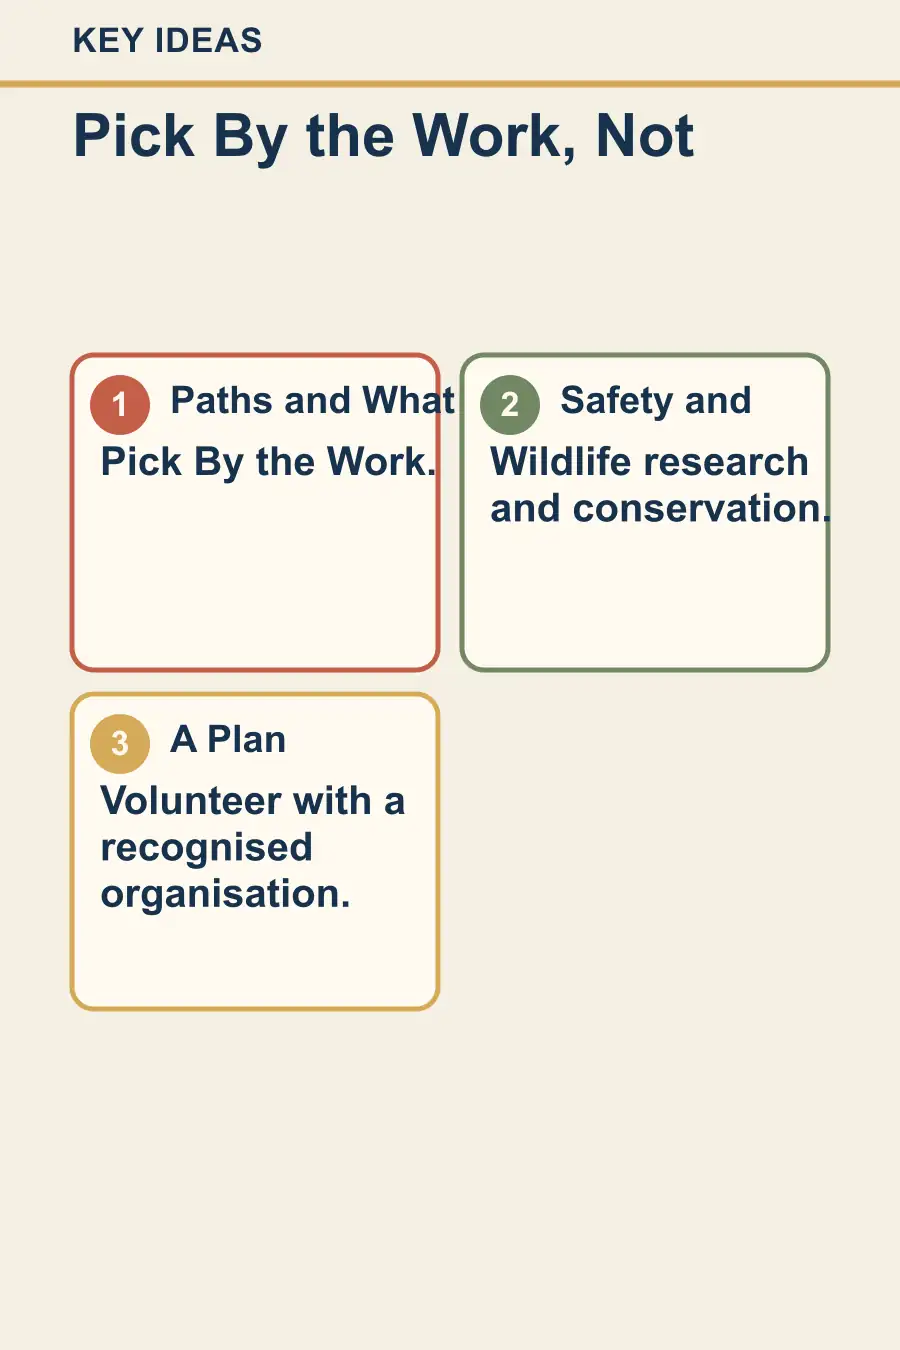 KEY IDEAS
Pick By the Work, Not
1 Paths and What
Pick By the Work.
2 Safety and
Wildlife research
and conservation.
3 A Plan
Volunteer with a
recognised
organisation.